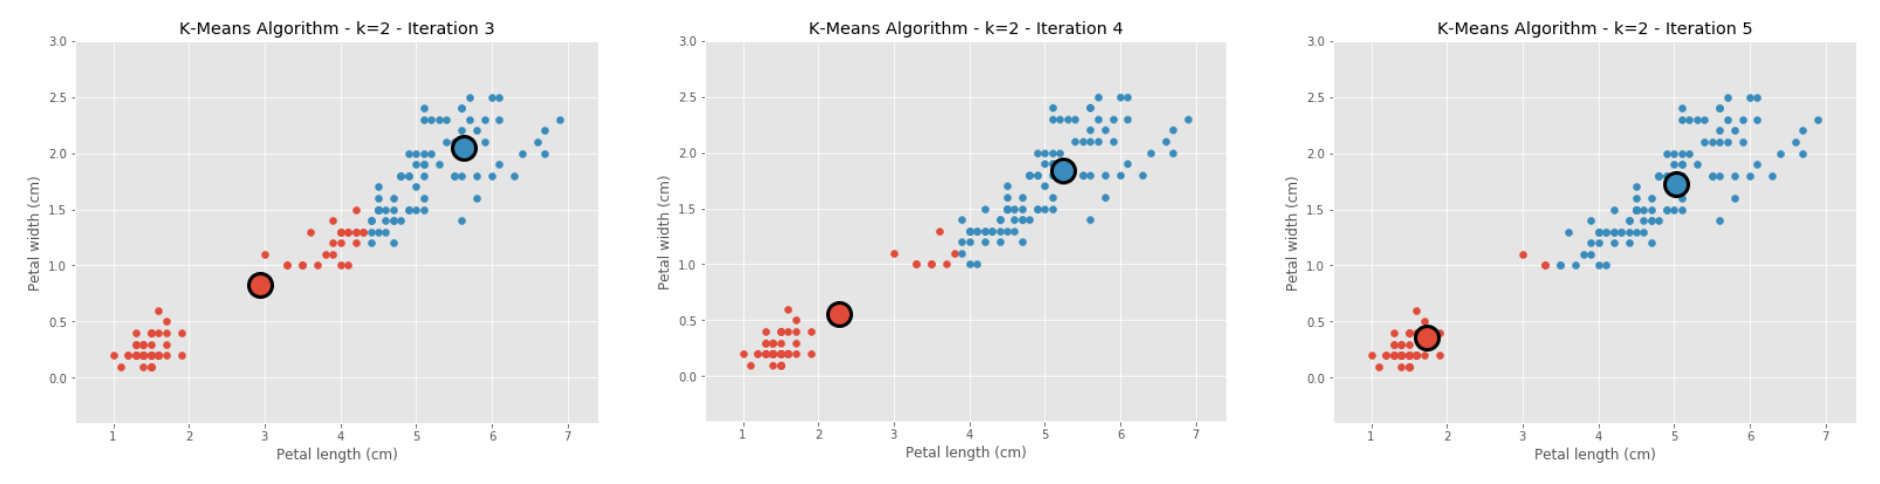 K-Means Algorithm - k=2 - Iteration 3
3.0
2.5
2.0
1.5
1.0
0.5
0.0
Petal width (cm)
1 2 3 4 5 6 7
Petal length (cm)
K-Means Algorithm - k=2 - Iteration 4
3.0
2.5
2.0
1.5
1.0
0.5
0.0
Petal width (cm)
1 2 3 4 5 6 7
Petal length (cm)
K-Means Algorithm - k=2 - Iteration 5
3.0
2.5
2.0
1.5
1.0
0.5
0.0
Petal width (cm)
1 2 3 4 5 6 7
Petal length (cm)